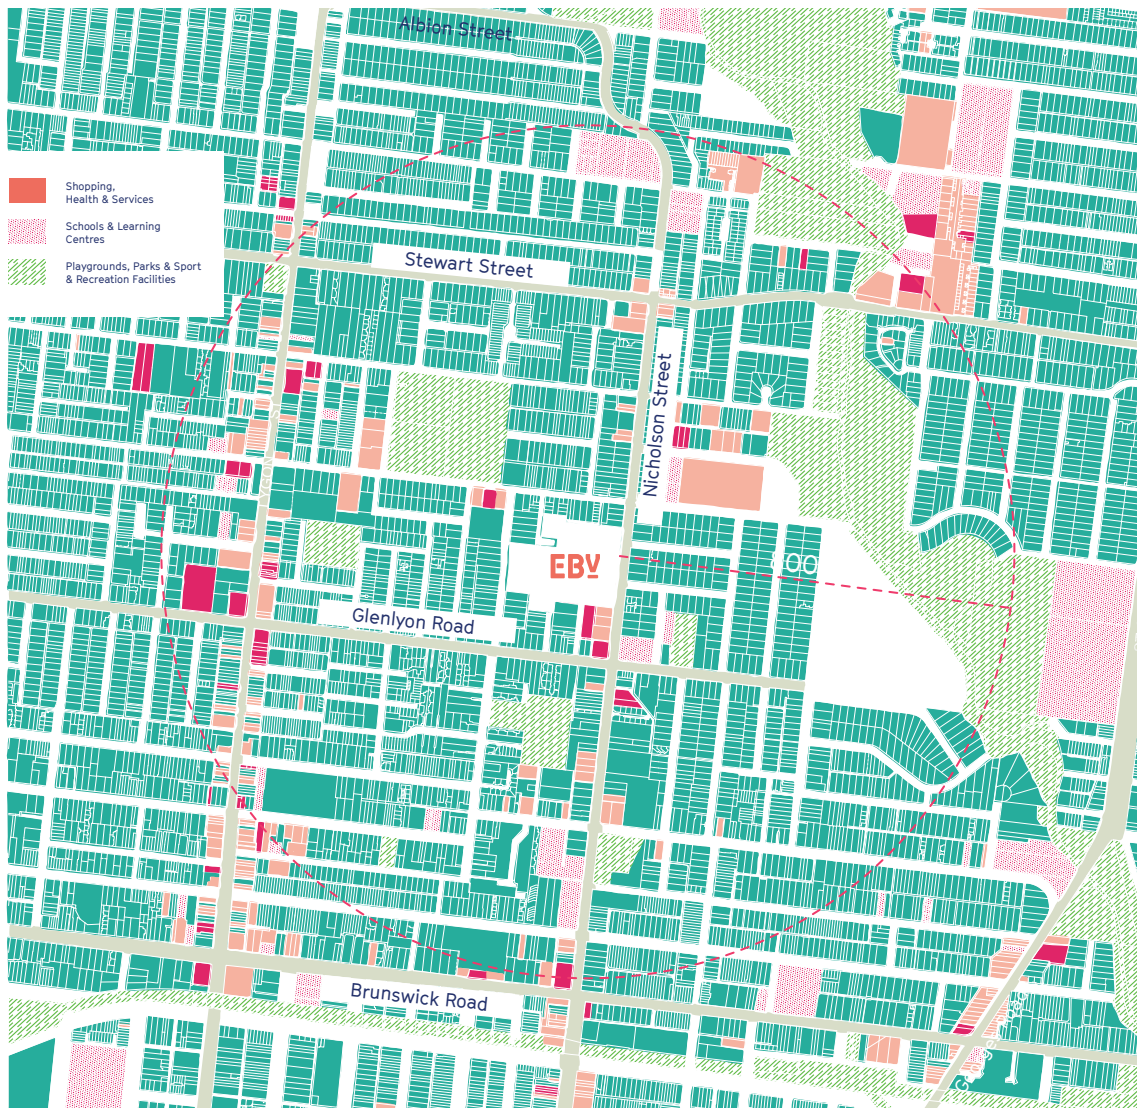 Albion Street
Shopping,
Health & Services
Schools & Learning
Centres
Playgrounds, Parks & Sport
& Recreation Facilities
Stewart Street
Nicholson Street
EBV
800
Glenlyon Road
Brunswick Road